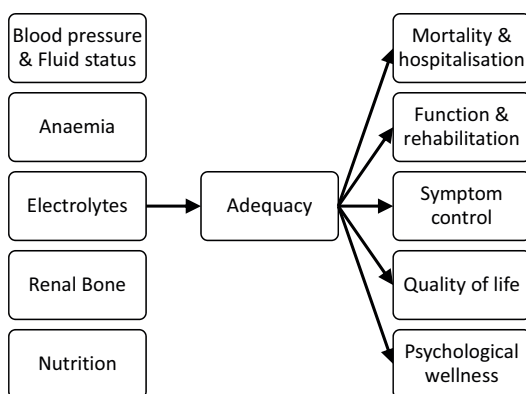 Blood pressure
& Fluid status
Anaemia
Electrolytes
Renal Bone
Nutrition
Adequacy
Mortality &
hospitalisation
Function &
rehabilitation
Symptom
control
Quality of life
Psychological
wellness